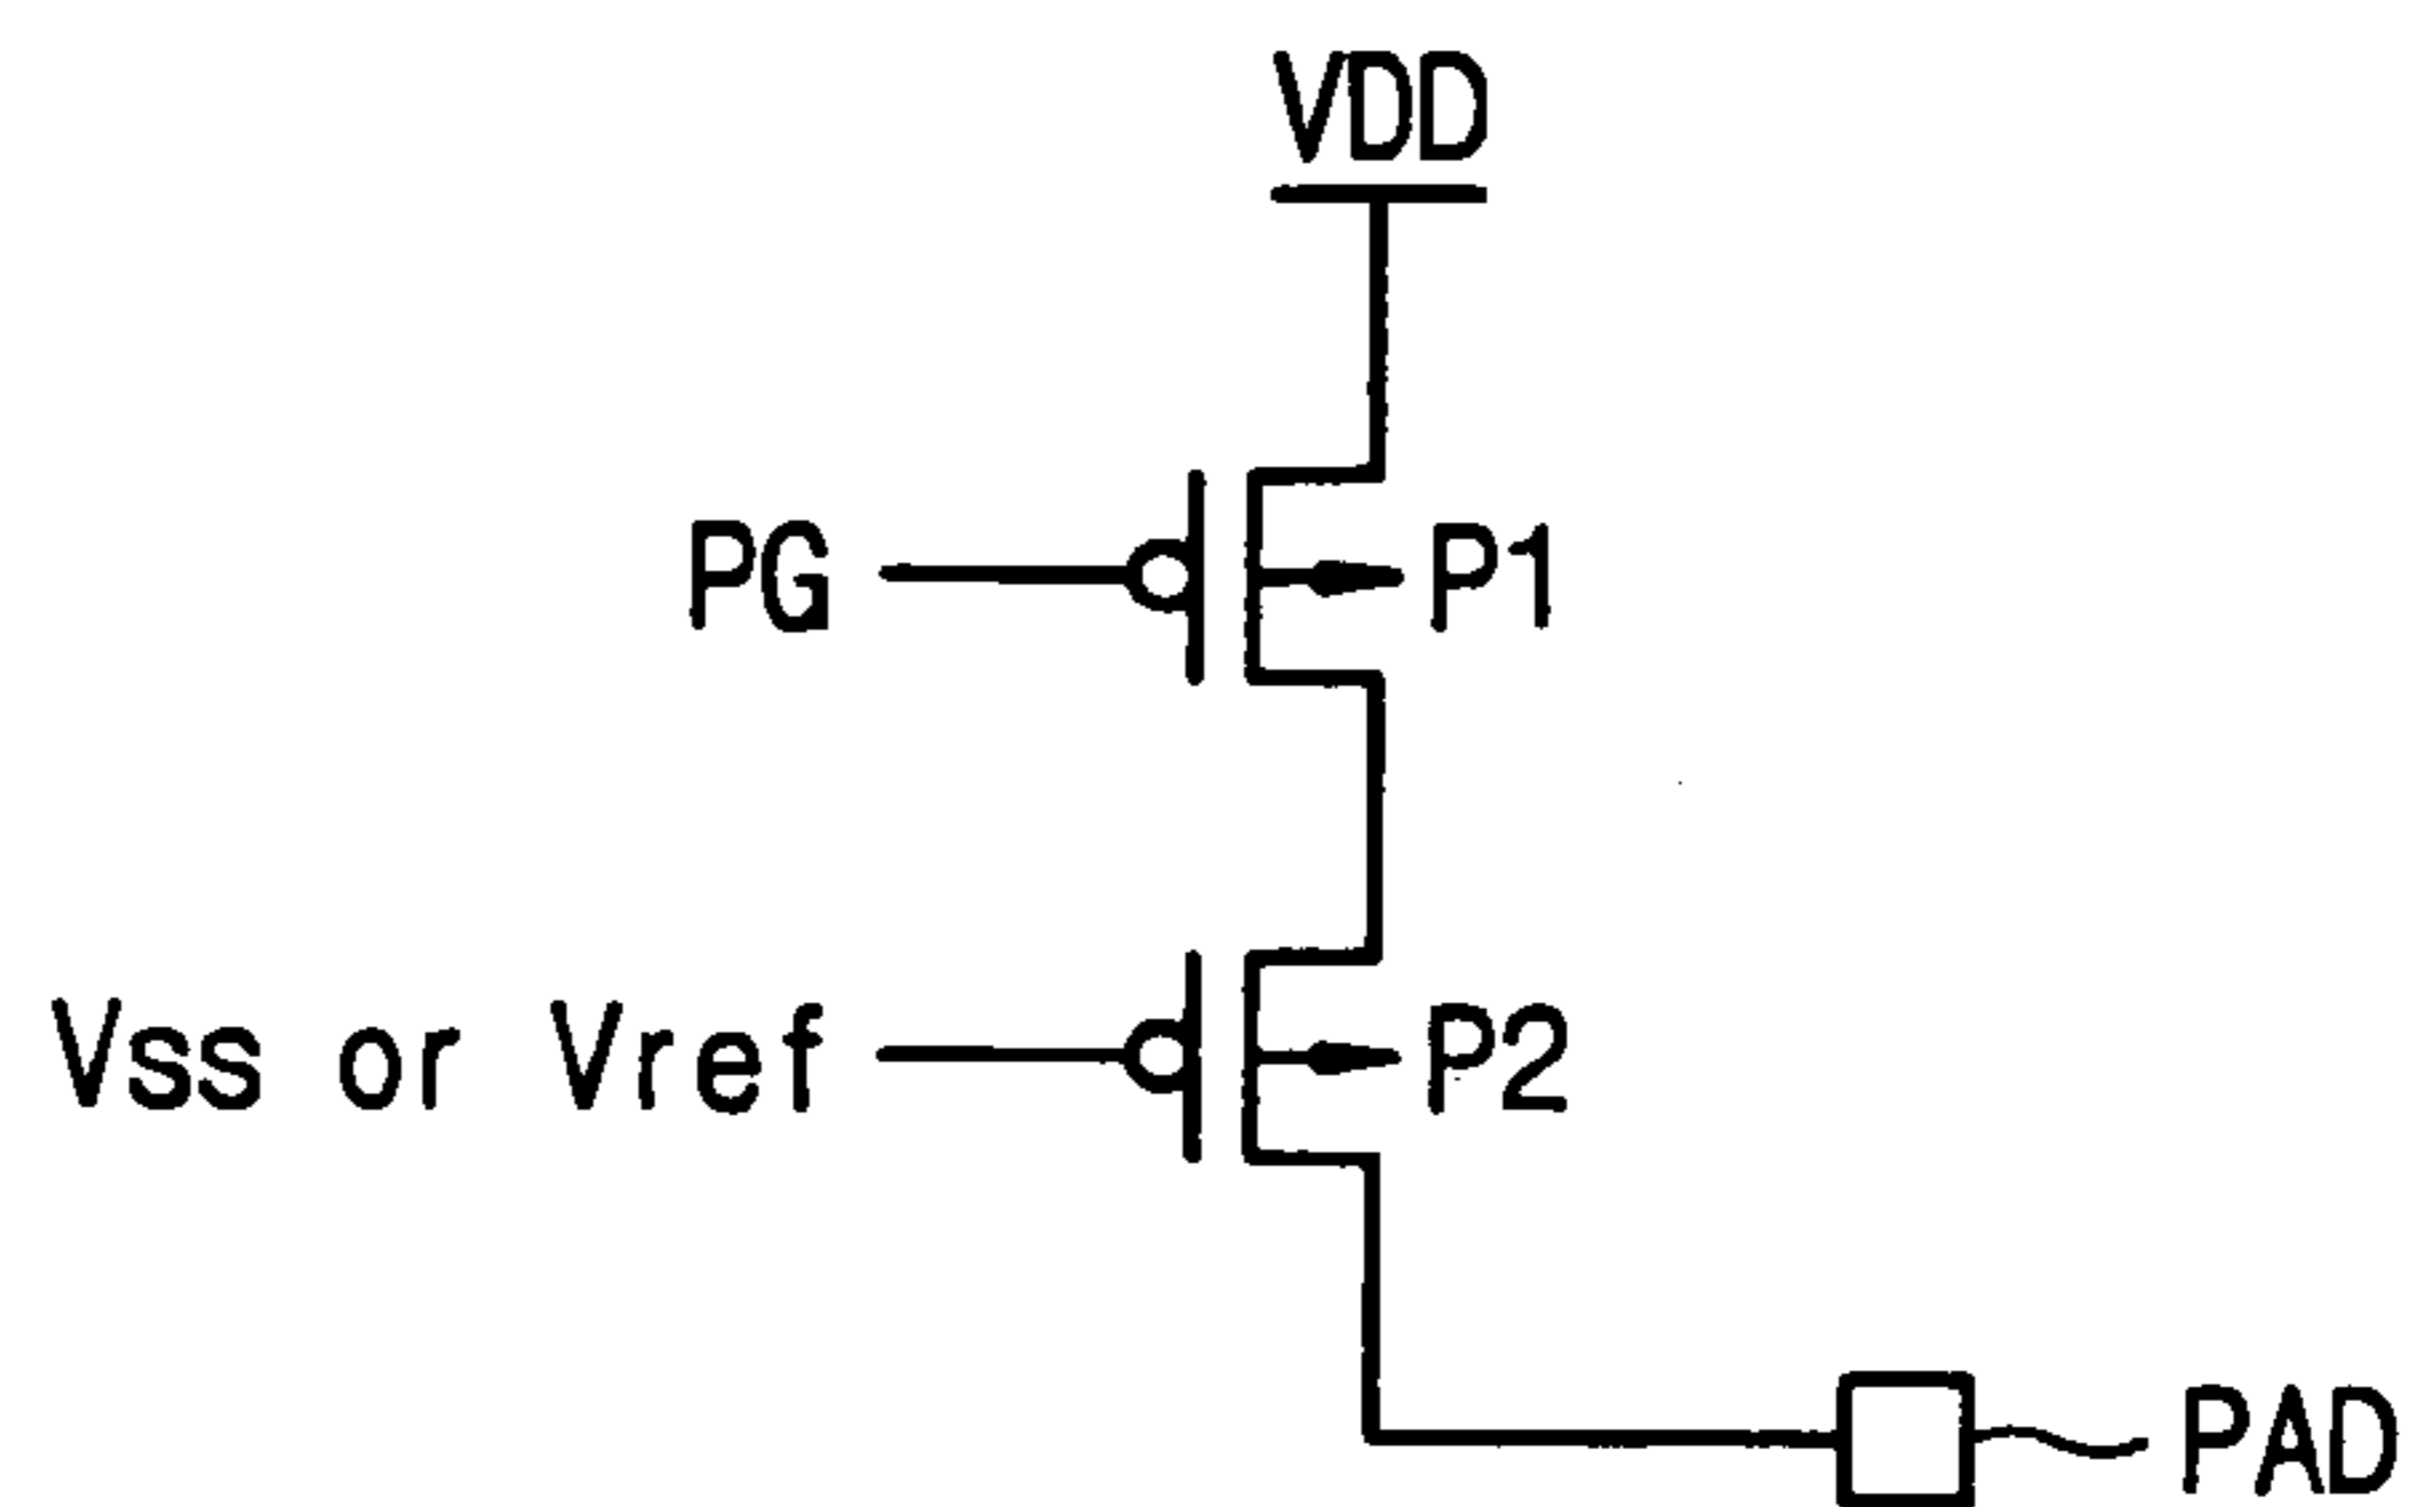 VDD
PG
P1
Vss or Vref
P2
PAD